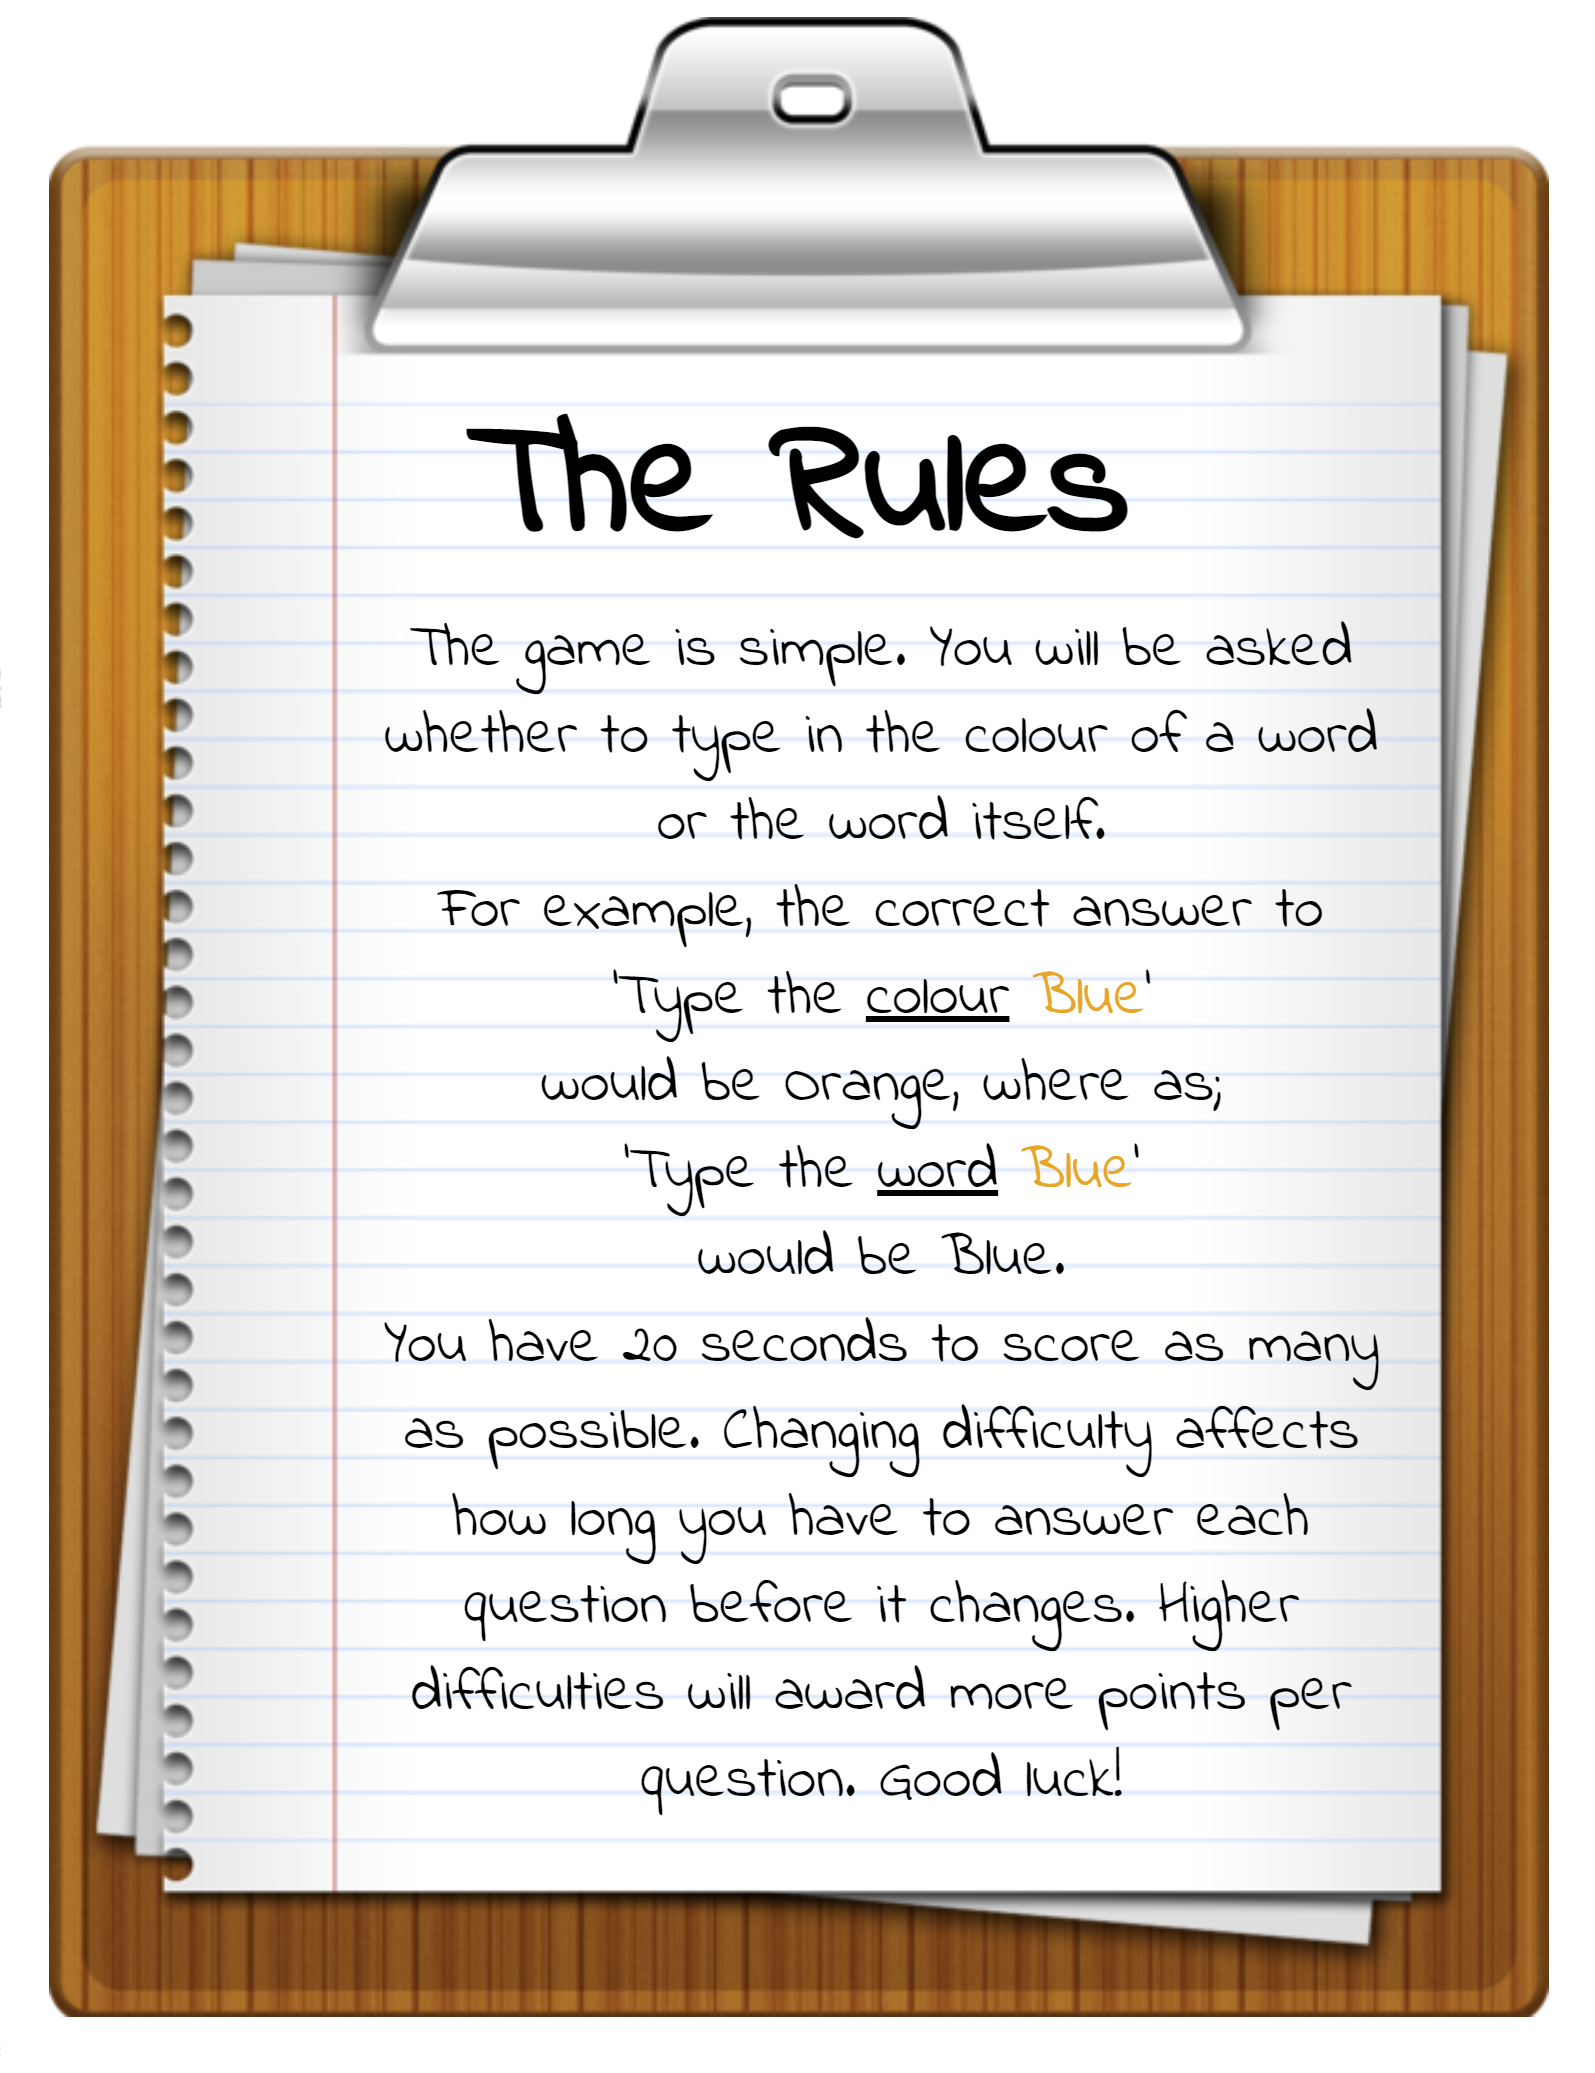 The Rules
The game is simple. You will be asked
whether to type in the colour of a word
or the word itself.
For example, the correct answer to
'Type the colour Blue'
would be orange, where as;
'Type the word Blue'
would be Blue.
You have 20 seconds to score as many
as possible. Changing difficulty affects
how long you have to answer each
question before it changes. Higher
difficulties will award more points per
question. Good luck!